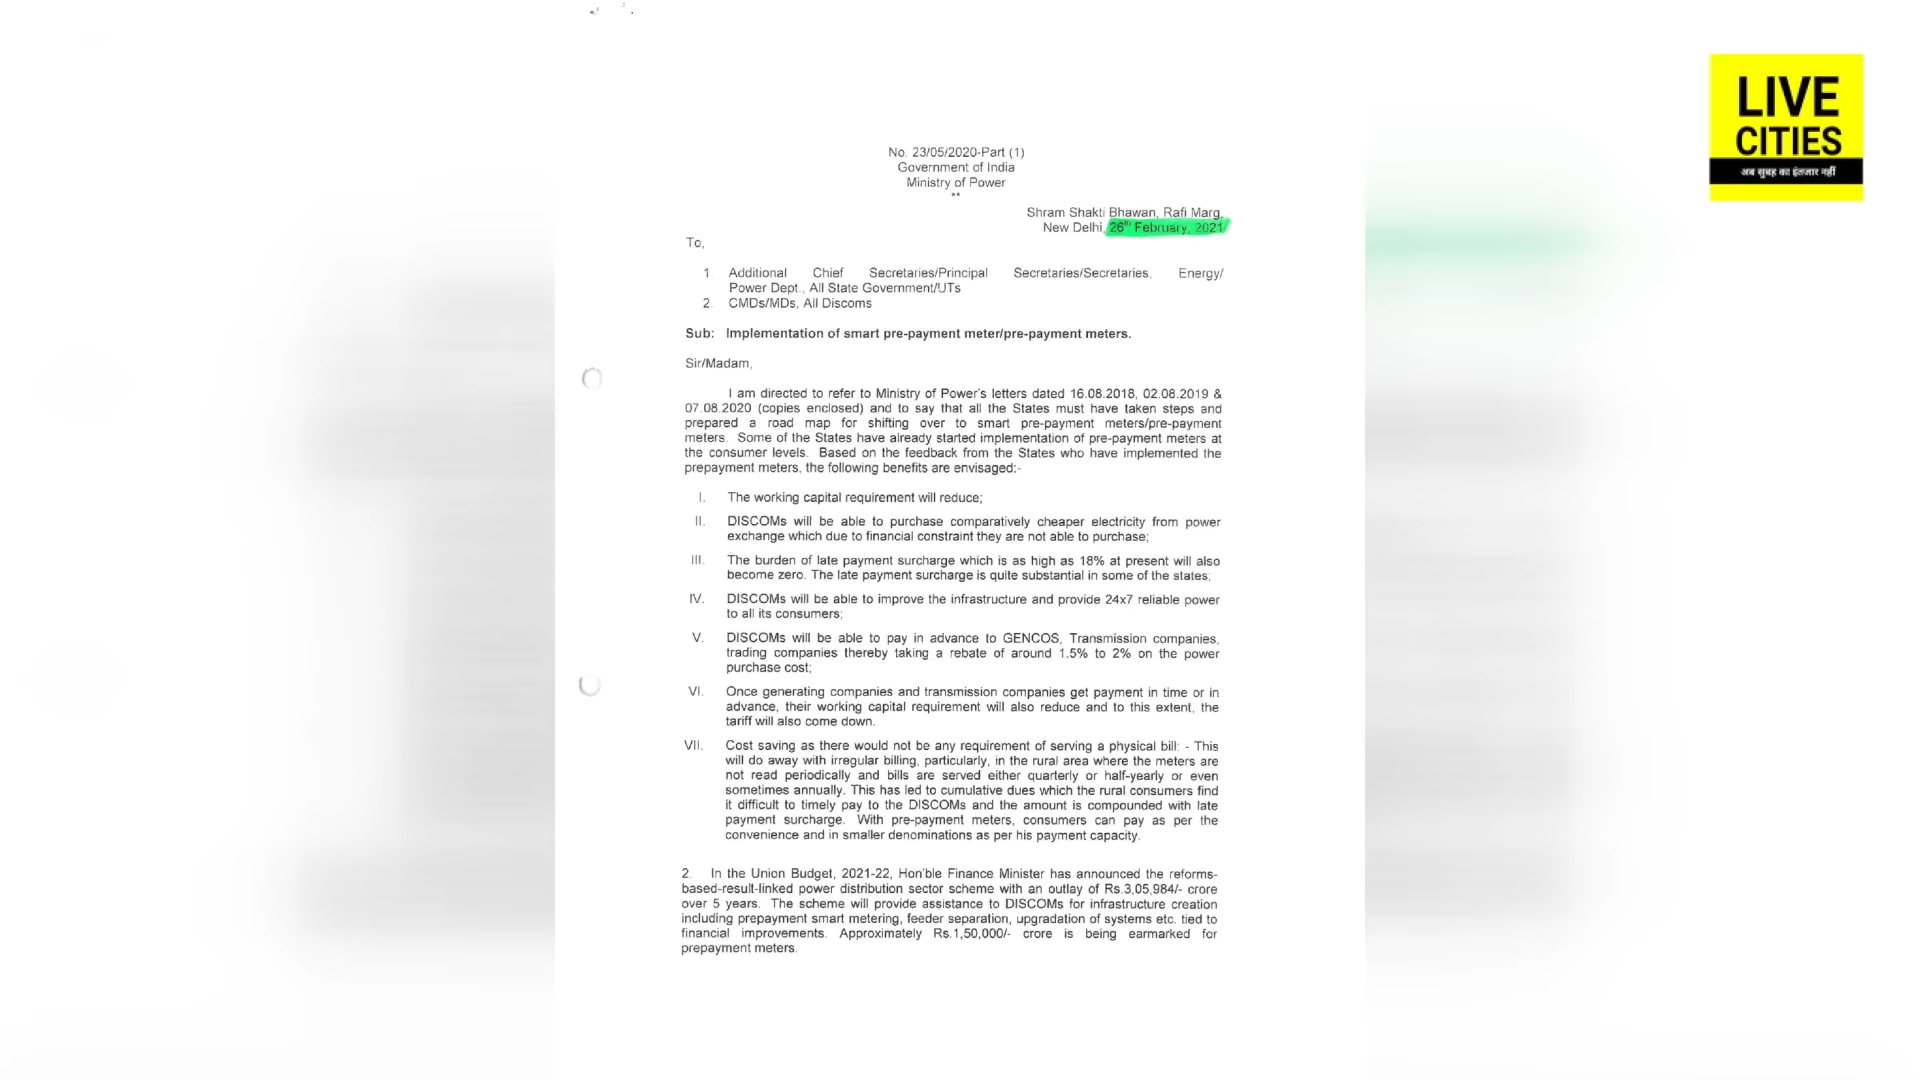 LIVE
CITIES
अब सुबह का इंतजार नहीं
No. 23/05/2020-Part (1)
Government of India
Ministry of Power
**
Shram Shakti Bhawan, Rafi Marg,
New Delhi, 26th February, 2021
To,
1. Additional Chief Secretaries/Principal Secretaries/Secretaries, Energy/
Power Dept., All State Government/UTs
2. CMDs/MDs, All Discoms
Sub: Implementation of smart pre-payment meter/pre-payment meters.
Sir/Madam,
I am directed to refer to Ministry of Power's letters dated 16.08.2018, 02.08.2019 &
07.08.2020 (copies enclosed) and to say that all the States must have taken steps and
prepared a road map for shifting over to smart pre-payment meters/pre-payment
meters. Some of the States have already started implementation of pre-payment meters at
the consumer levels. Based on the feedback from the States who have implemented the
prepayment meters, the following benefits are envisaged:-
I. The working capital requirement will reduce;
II. DISCOMs will be able to purchase comparatively cheaper electricity from power
exchange which due to financial constraint they are not able to purchase;
III. The burden of late payment surcharge which is as high as 18% at present will also
become zero. The late payment surcharge is quite substantial in some of the states;
IV. DISCOMs will be able to improve the infrastructure and provide 24x7 reliable power
to all its consumers;
V. DISCOMs will be able to pay in advance to GENCOS, Transmission companies,
trading companies thereby taking a rebate of around 1.5% to 2% on the power
purchase cost;
VI. Once generating companies and transmission companies get payment in time or in
advance, their working capital requirement will also reduce and to this extent, the
tariff will also come down.
VII. Cost saving as there would not be any requirement of serving a physical bill: - This
will do away with irregular billing, particularly, in the rural area where the meters are
not read periodically and bills are served either quarterly or half-yearly or even
sometimes annually. This has led to cumulative dues which the rural consumers find
it difficult to timely pay to the DISCOMs and the amount is compounded with late
payment surcharge. With pre-payment meters, consumers can pay as per the
convenience and in smaller denominations as per his payment capacity.
2. In the Union Budget, 2021-22, Hon'ble Finance Minister has announced the reforms-
based-result-linked power distribution sector scheme with an outlay of Rs.3,05,984/- crore
over 5 years. The scheme will provide assistance to DISCOMs for infrastructure creation
including prepayment smart metering, feeder separation, upgradation of systems etc. tied to
financial improvements. Approximately Rs.1,50,000/- crore is being earmarked for
prepayment meters.